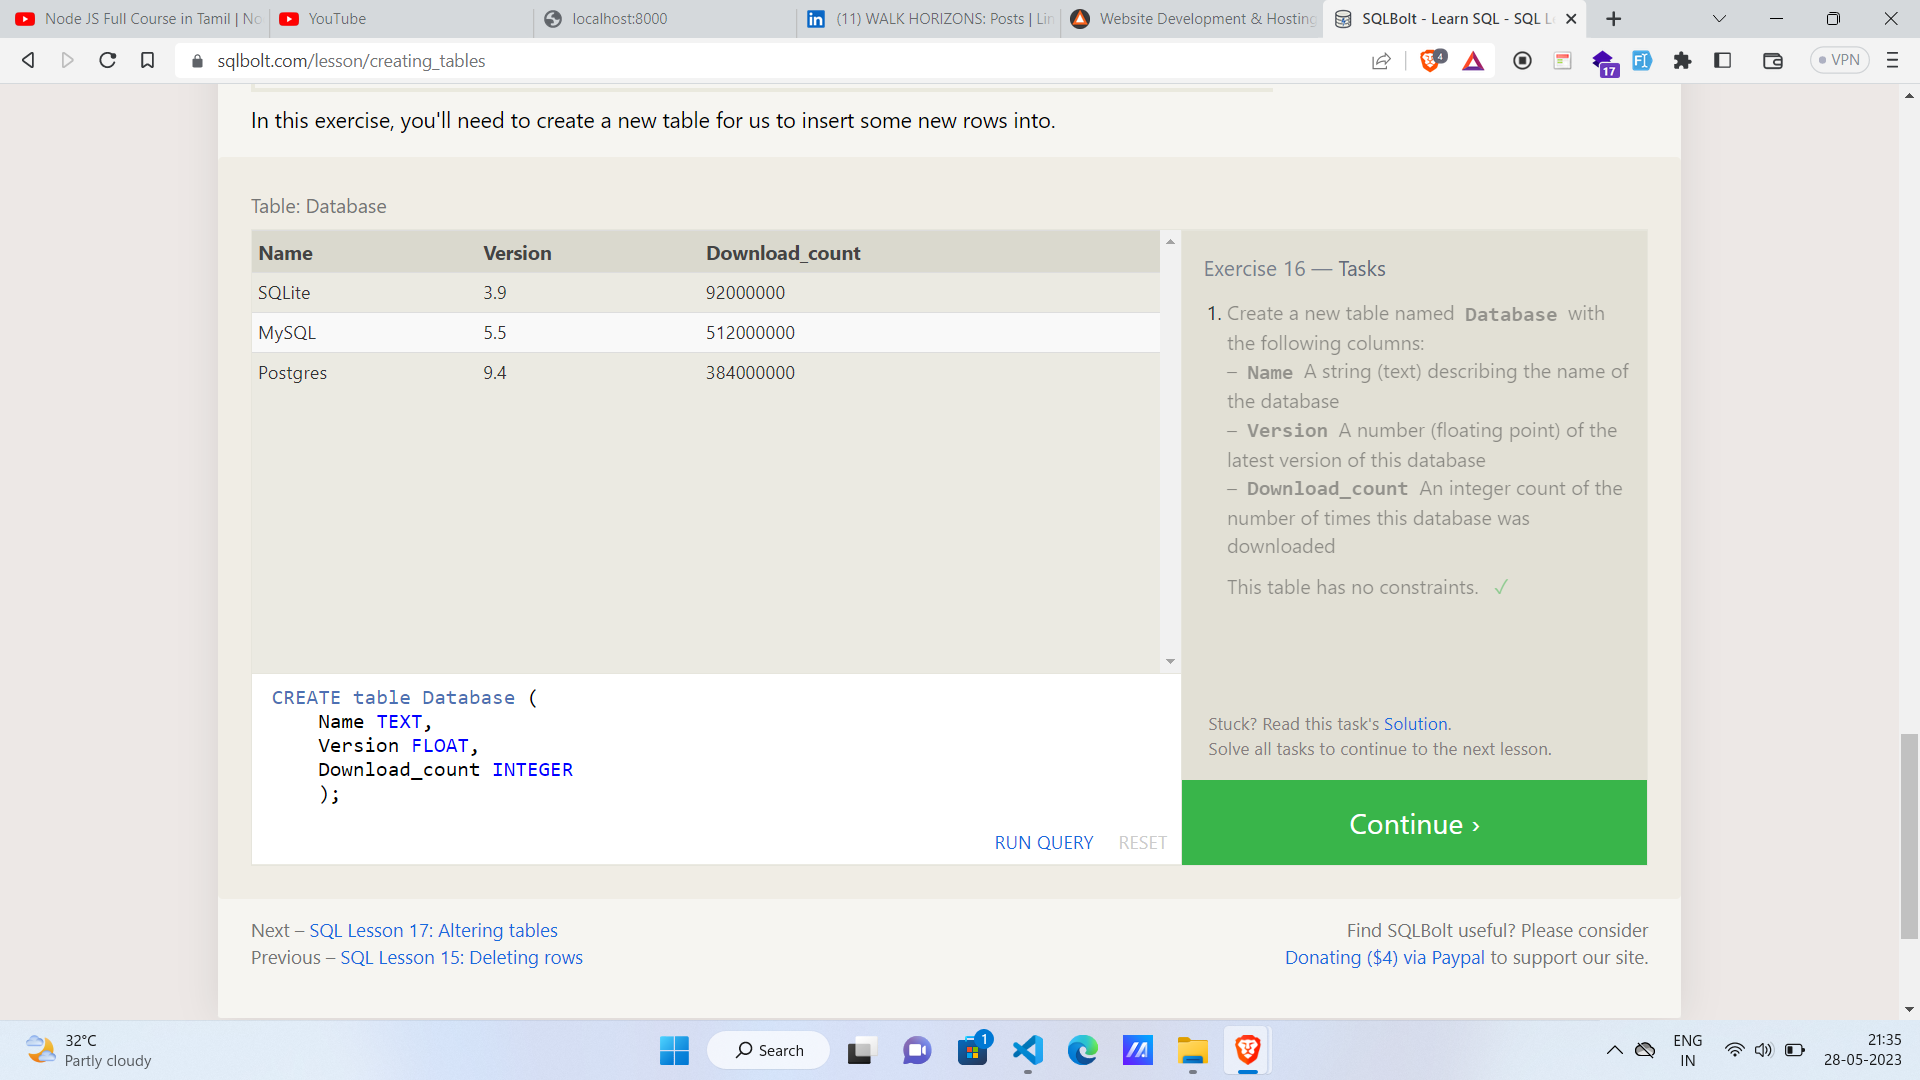 Node JS Full Course in Tamil | No
YouTube
localhost:8000
(11) WALK HORIZONS: Posts | Lin
Website Development & Hosting
SQLBolt - Learn SQL - SQL Le
sqlbolt.com/lesson/creating_tables
4
17
VPN
In this exercise, you'll need to create a new table for us to insert some new rows into.
Table: Database
Name Version Download_count
SQLite 3.9 92000000
MySQL 5.5 512000000
Postgres 9.4 384000000
Exercise 16 — Tasks
1. Create a new table named Database with
the following columns:
– Name A string (text) describing the name of
the database
– Version A number (floating point) of the
latest version of this database
– Download_count An integer count of the
number of times this database was
downloaded
This table has no constraints. ✓
CREATE table Database (
Name TEXT,
Version FLOAT,
Download_count INTEGER
);
RUN QUERY RESET
Stuck? Read this task's Solution.
Solve all tasks to continue to the next lesson.
Continue ›
Next – SQL Lesson 17: Altering tables
Previous – SQL Lesson 15: Deleting rows
Find SQLBolt useful? Please consider
Donating ($4) via Paypal to support our site.
32°C
Partly cloudy
Search
1
ENG
IN
21:35
28-05-2023